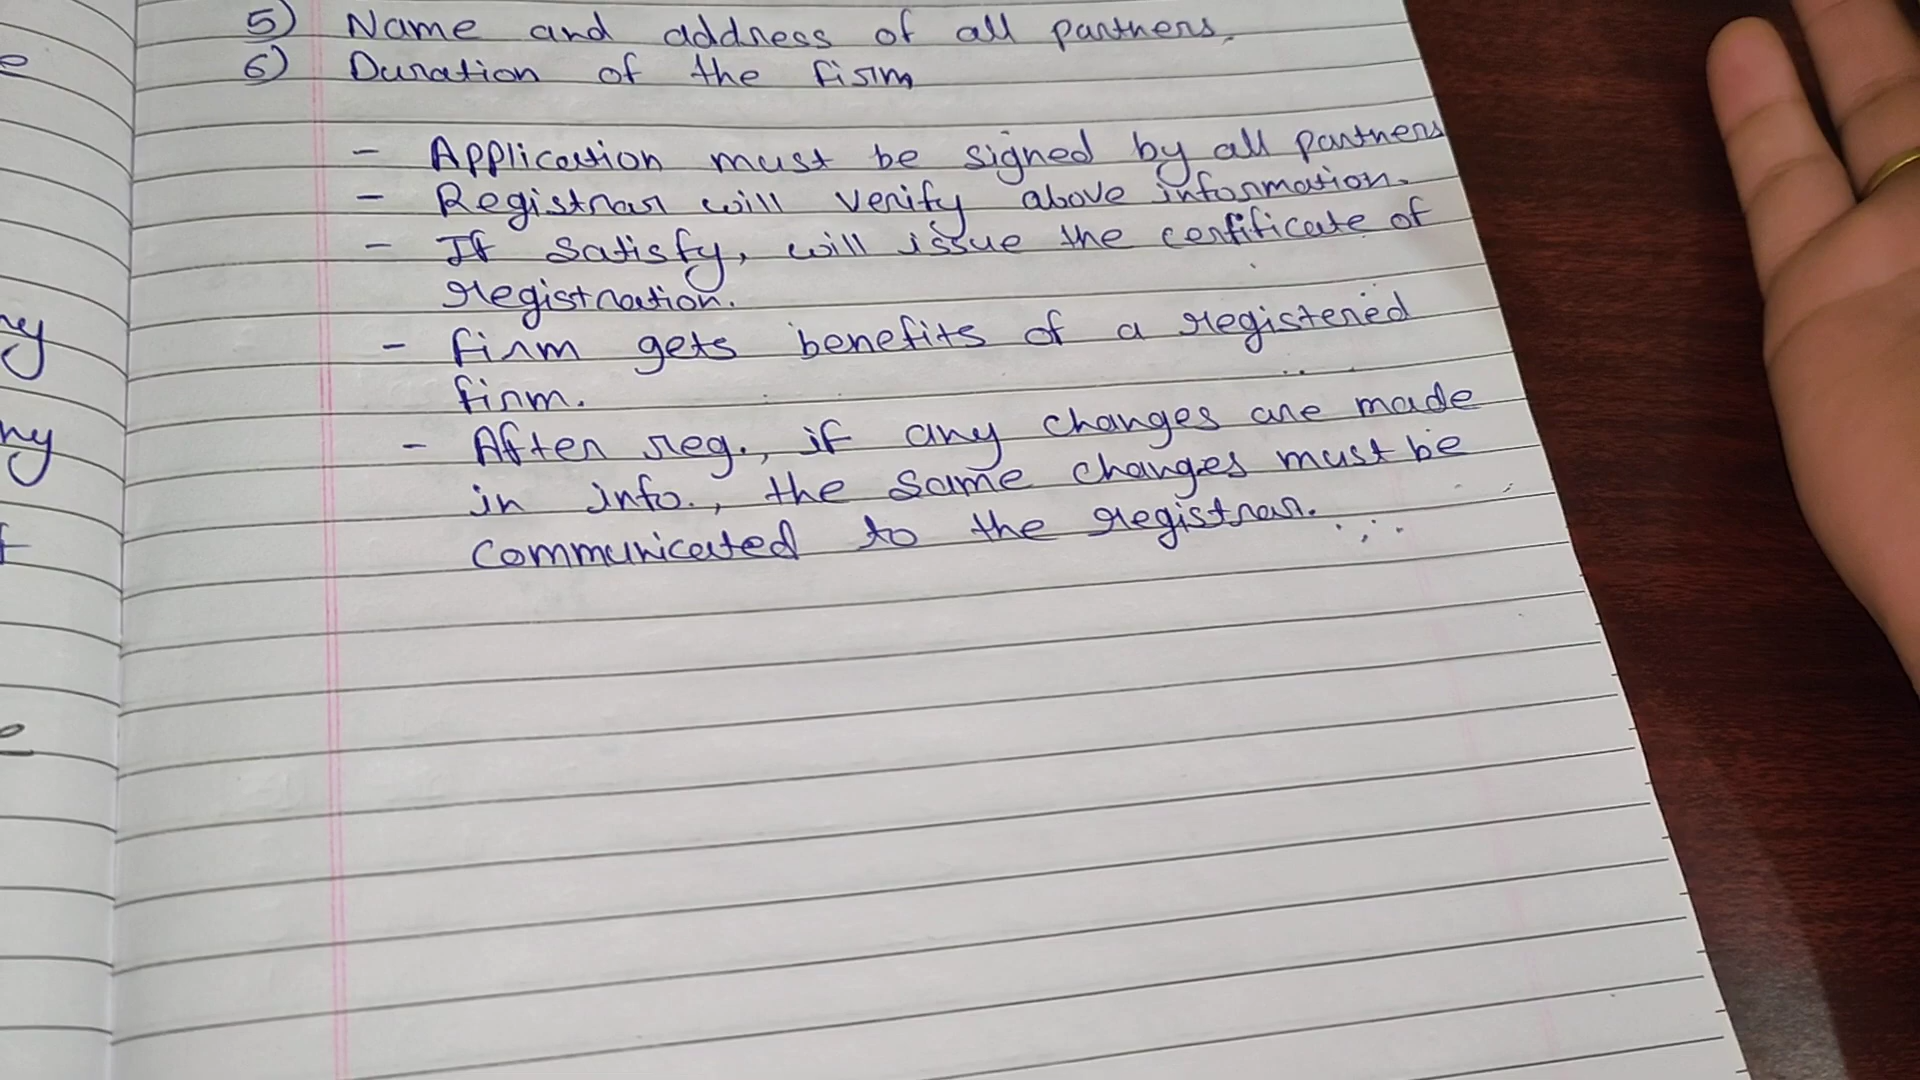 5) Name and address of all partners.
6) Duration of the firm
- Application must be signed by all partners
- Registrar will verify above information.
- If satisfy, will issue the certificate of
registration.
- firm gets benefits of a registered
firm.
- After reg., if any changes are made
in info., the same changes must be
communicated to the registrar.